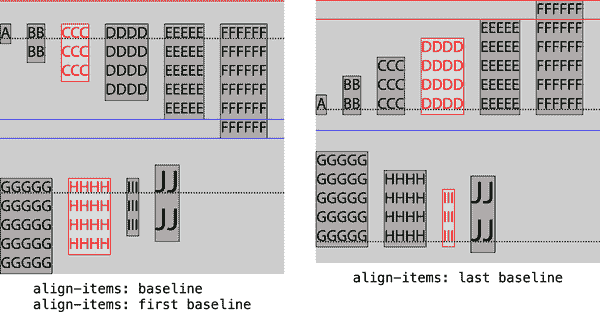 A BB CCC DDDD EEEEE FFFFFF
BB CCC DDDD EEEEE FFFFFF
CCC DDDD EEEEE FFFFFF
DDDD EEEEE FFFFFF
EEEEE FFFFFF
FFFFFF
GGGGG HHHH III JJ
GGGGG HHHH III
GGGGG HHHH III JJ
GGGGG HHHH
GGGGG
align-items: baseline
align-items: first baseline
FFFFFF
EEEEE FFFFFF
DDDD EEEEE FFFFFF
CCC DDDD EEEEE FFFFFF
BB CCC DDDD EEEEE FFFFFF
A BB CCC DDDD EEEEE FFFFFF
GGGGG
GGGGG HHHH
GGGGG HHHH III JJ
GGGGG HHHH III
GGGGG HHHH III JJ
align-items: last baseline